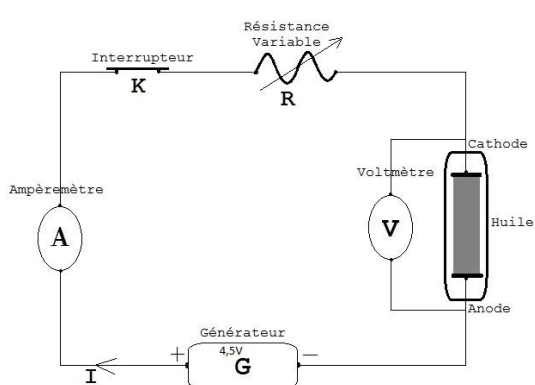 Résistance
Variable
Interrupteur
K
R
Cathode
Voltmètre
Ampèremètre
A
V
Huile
Anode
Générateur
4,5V
+
G
−
I